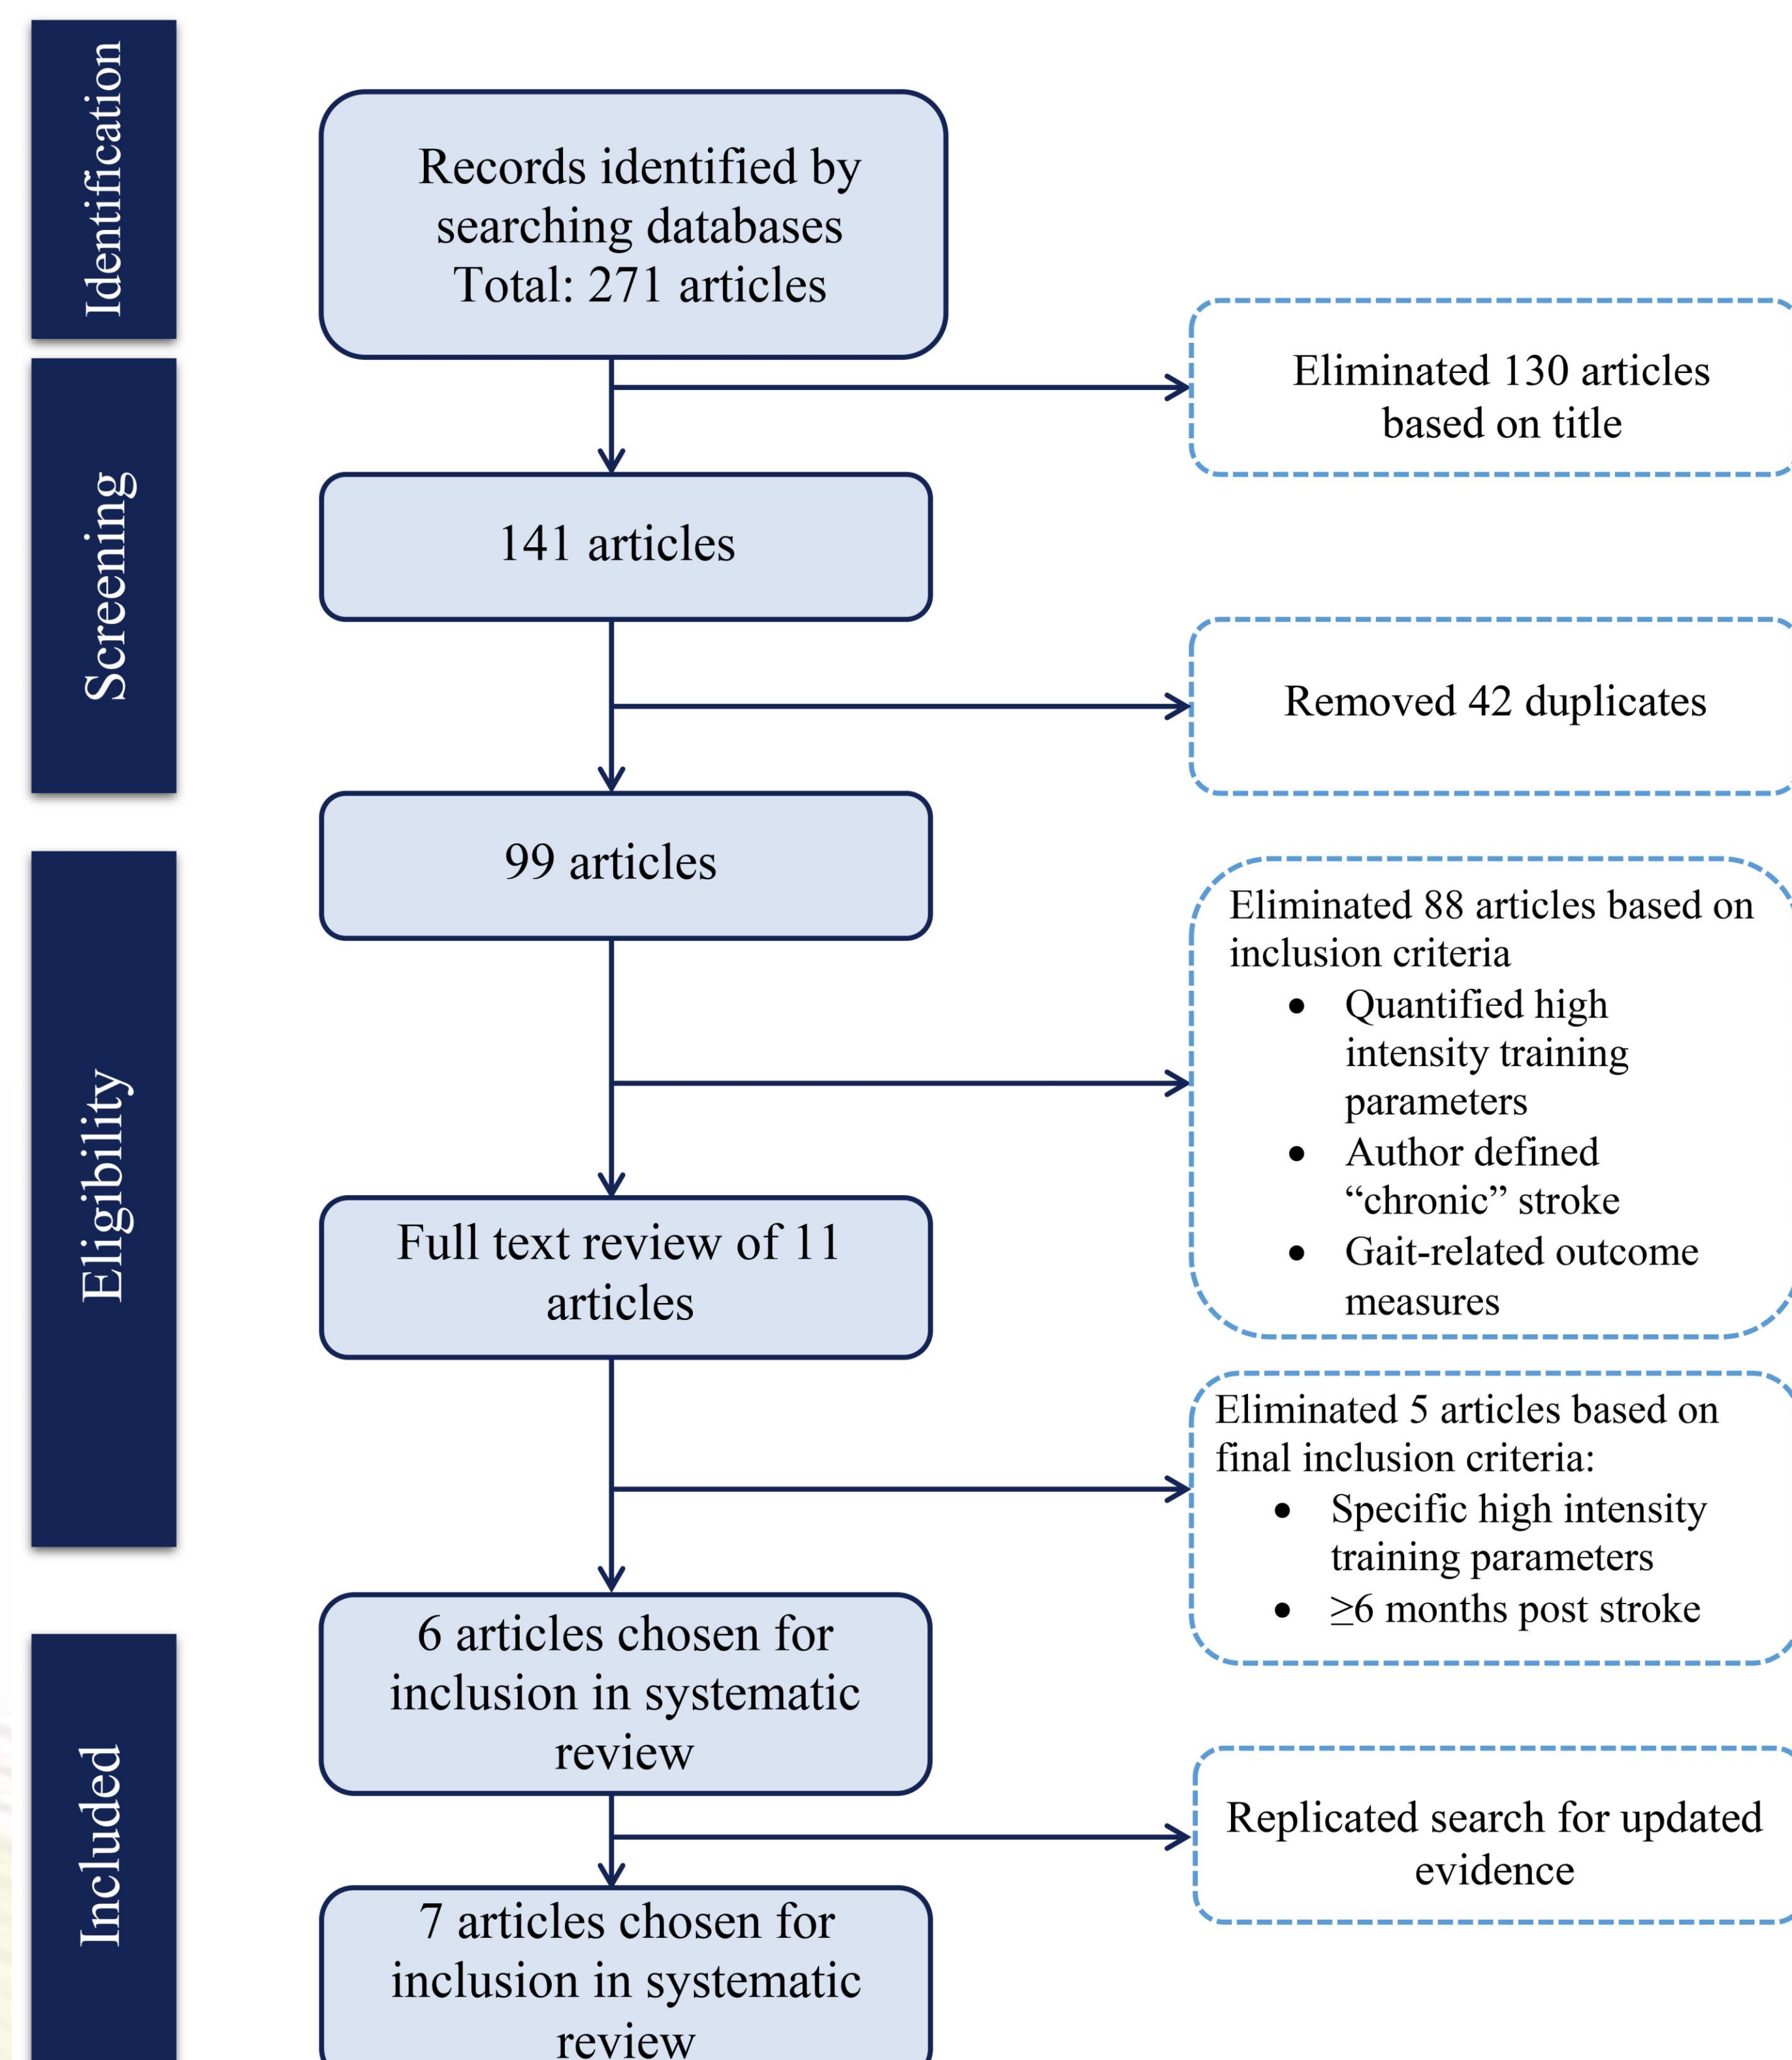 Identification
Records identified by
searching databases
Total: 271 articles
Eliminated 130 articles
based on title
Screening
141 articles
Removed 42 duplicates
99 articles
Eligibility
Eliminated 88 articles based on
inclusion criteria
• Quantified high
intensity training
parameters
• Author defined
“chronic” stroke
• Gait-related outcome
measures
Full text review of 11
articles
Eliminated 5 articles based on
final inclusion criteria:
• Specific high intensity
training parameters
• ≥6 months post stroke
Included
6 articles chosen for
inclusion in systematic
review
Replicated search for updated
evidence
7 articles chosen for
inclusion in systematic
review